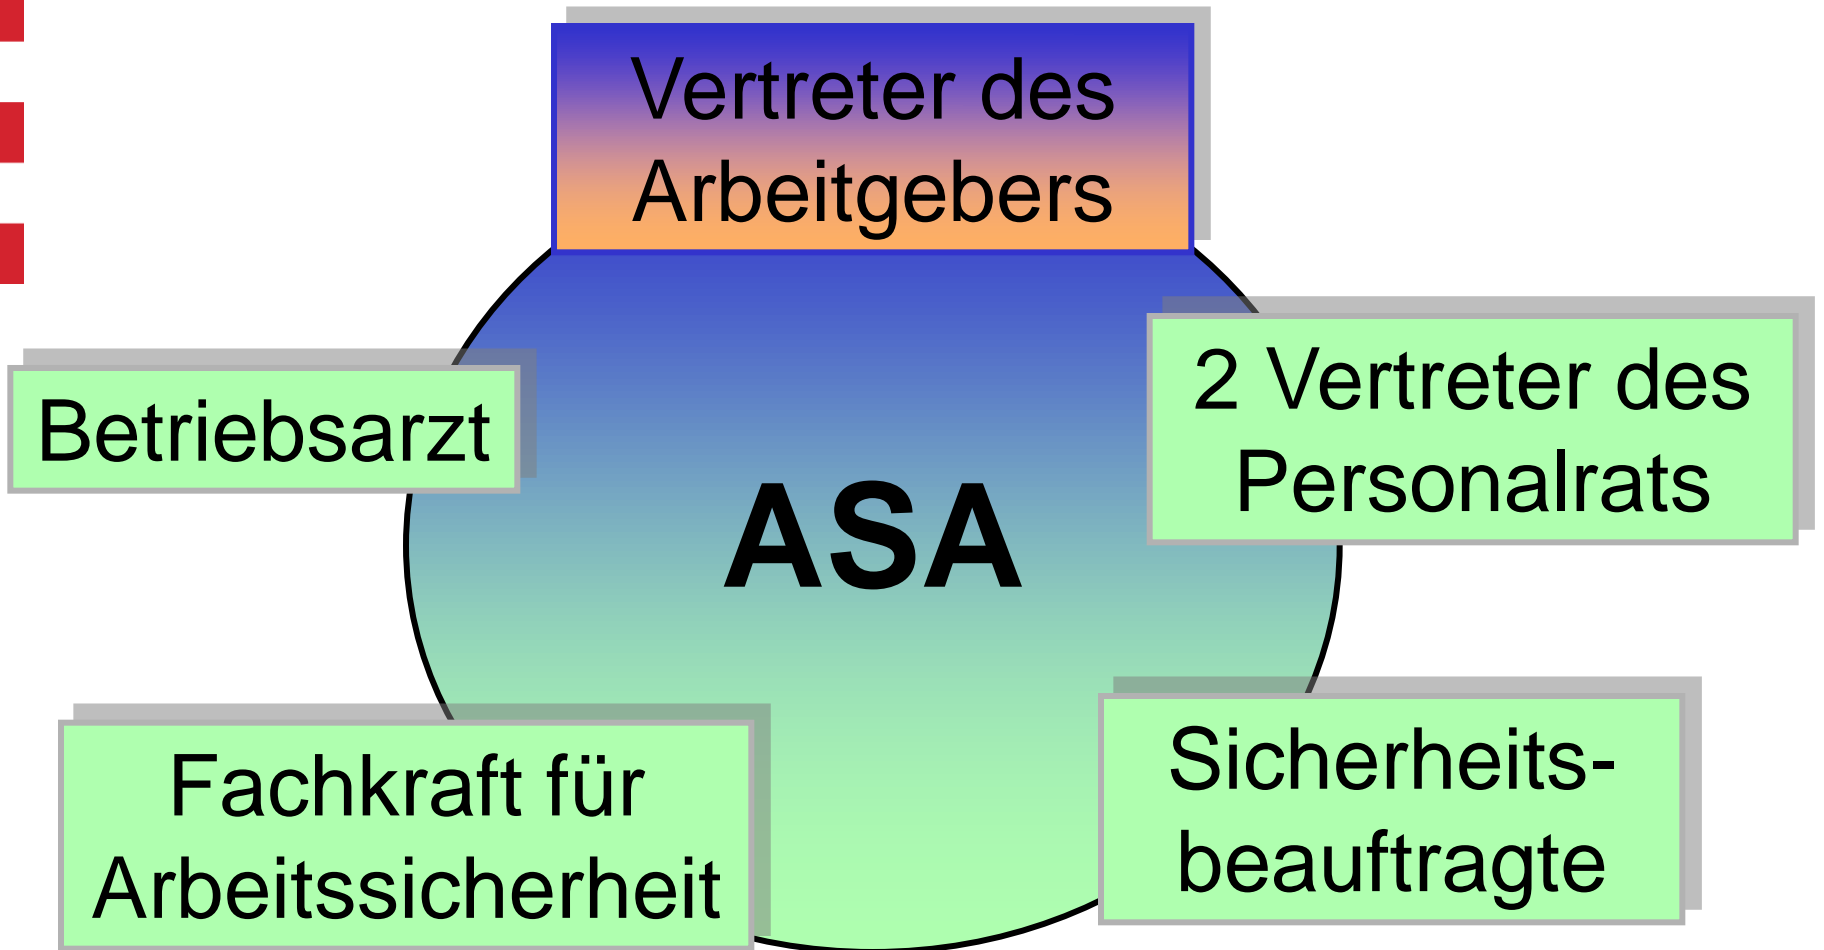 Vertreter des
Arbeitgebers
2 Vertreter des
Personalrats
Betriebsarzt
ASA
Sicherheits-
beauftragte
Fachkraft für
Arbeitssicherheit